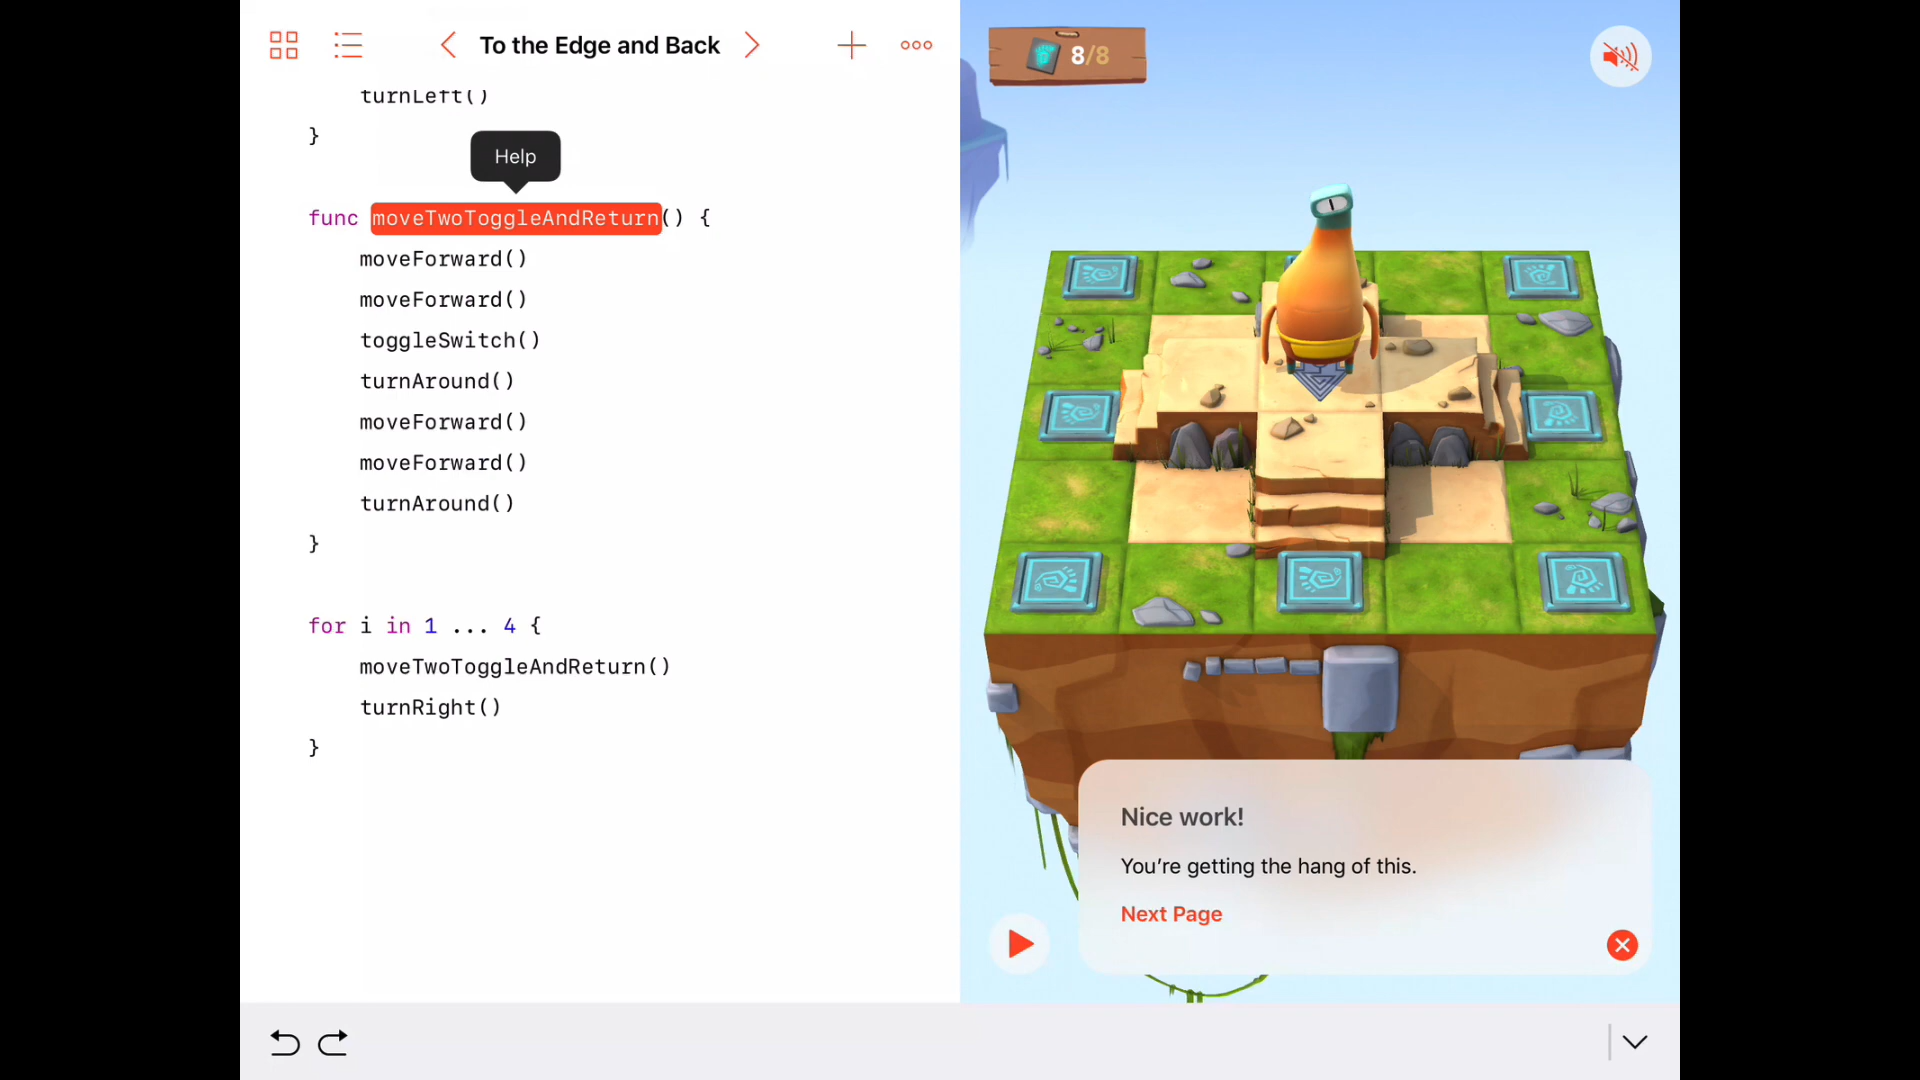 To the Edge and Back
turnLeft()
}
Help
func moveTwoToggleAndReturn() {
moveForward()
moveForward()
toggleSwitch()
turnAround()
moveForward()
moveForward()
turnAround()
}
for i in 1 ... 4 {
moveTwoToggleAndReturn()
turnRight()
}
8/8
Nice work!
You’re getting the hang of this.
Next Page